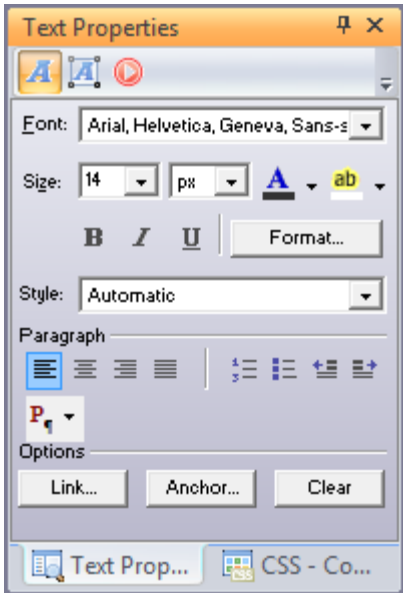 Text Properties
Font: Arial, Helvetica, Geneva, Sans-s
Size: 14 px A ab
B I U Format...
Style: Automatic
Paragraph
P¶
Options
Link... Anchor... Clear
Text Prop... CSS - Co...